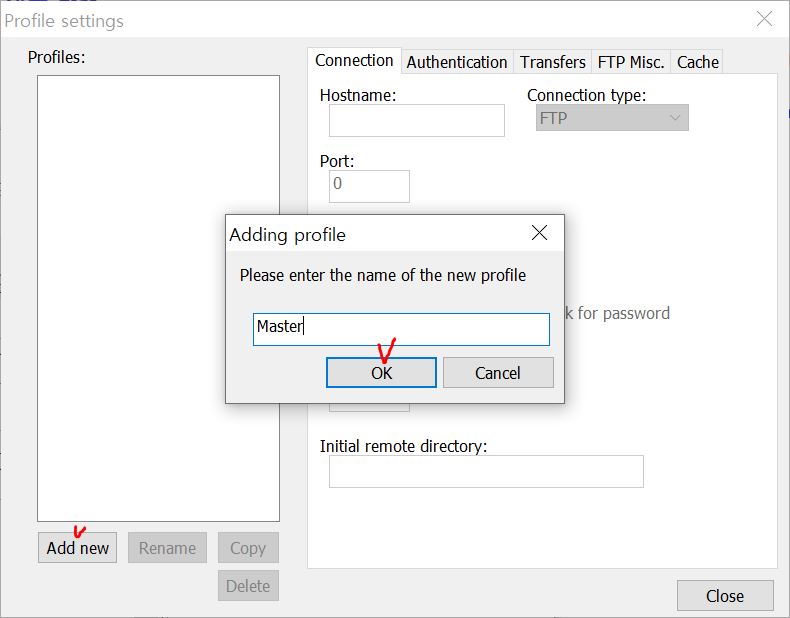 Profile settings
Profiles:
Connection
Authentication
Transfers
FTP Misc.
Cache
Hostname:
Connection type:
FTP
Port:
0
Adding profile
Please enter the name of the new profile
Master
OK
Cancel
k for password
Initial remote directory:
Add new
Rename
Copy
Delete
Close